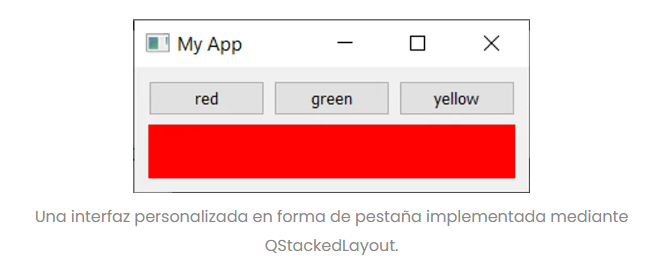 My App
red green yellow
Una interfaz personalizada en forma de pestaña implementada mediante
QStackedLayout.